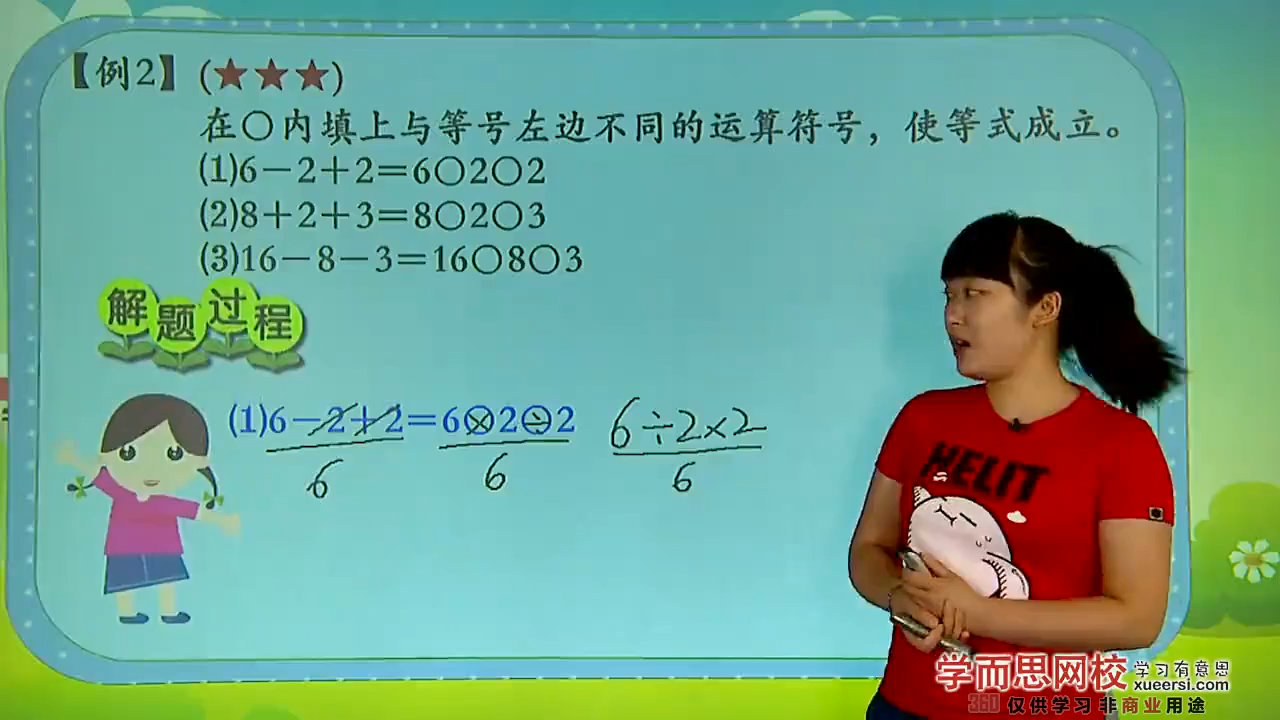 【例2】(★★★)
在○内填上与等号左边不同的运算符号，使等式成立。
(1)6－2＋2＝6○2○2
(2)8＋2＋3＝8○2○3
(3)16－8－3＝16○8○3
解题过程
(1)6－2＋2＝6⊗2÷2 6÷2×2
6 6 6
HELIT
学而思网校 学习有意思
xueersi.com
360 仅供学习 非商业用途